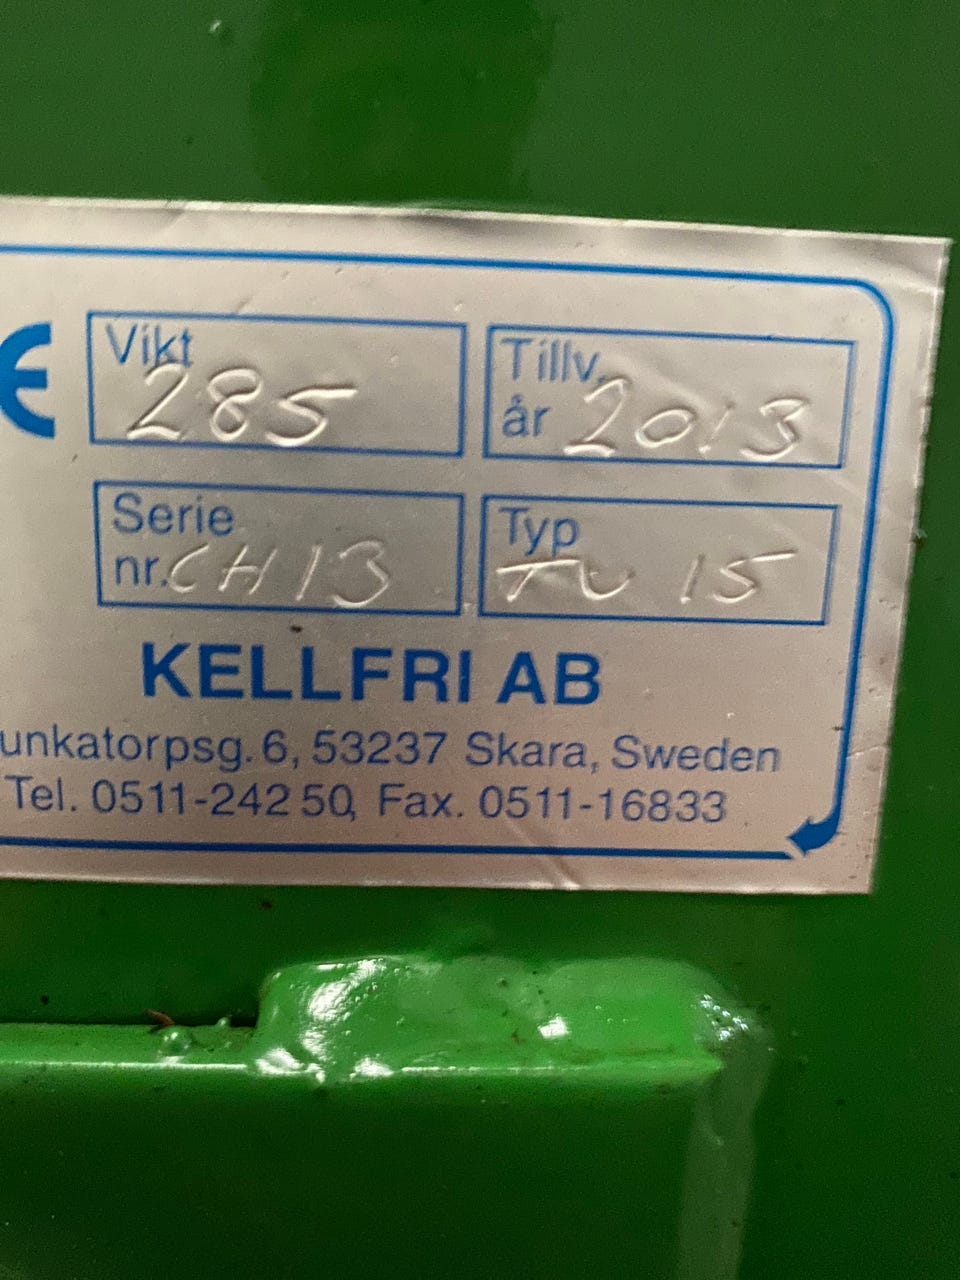 CE
Vikt 285
Tillv. år 2013
Serie nr. CH13
Typ TU 15
KELLFRI AB
unkatorpsg. 6, 53237 Skara, Sweden
Tel. 0511-242 50, Fax. 0511-16833